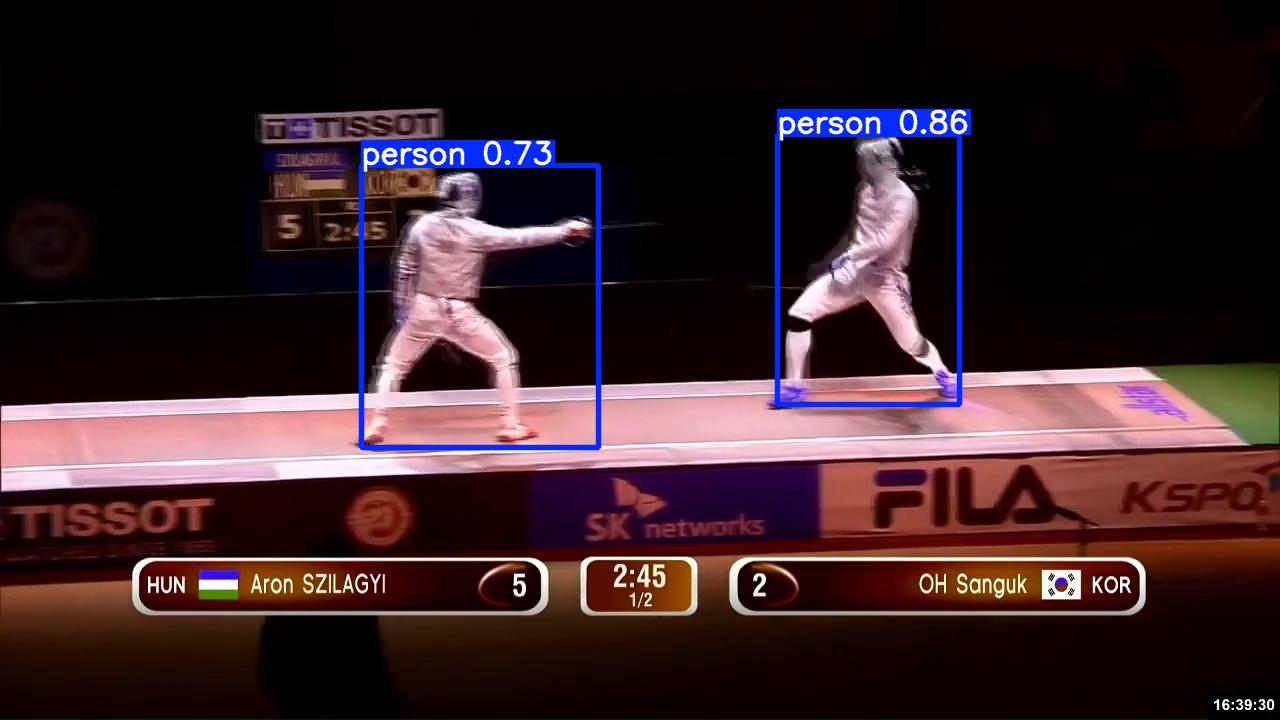 TISSOT
person 0.73
person 0.86
HUN
5
2:45
TISSOT
SK networks
FILA
KSPO
HUN Aron SZILAGYI 5
2:45
1/2
2 OH Sanguk KOR
16:39:30